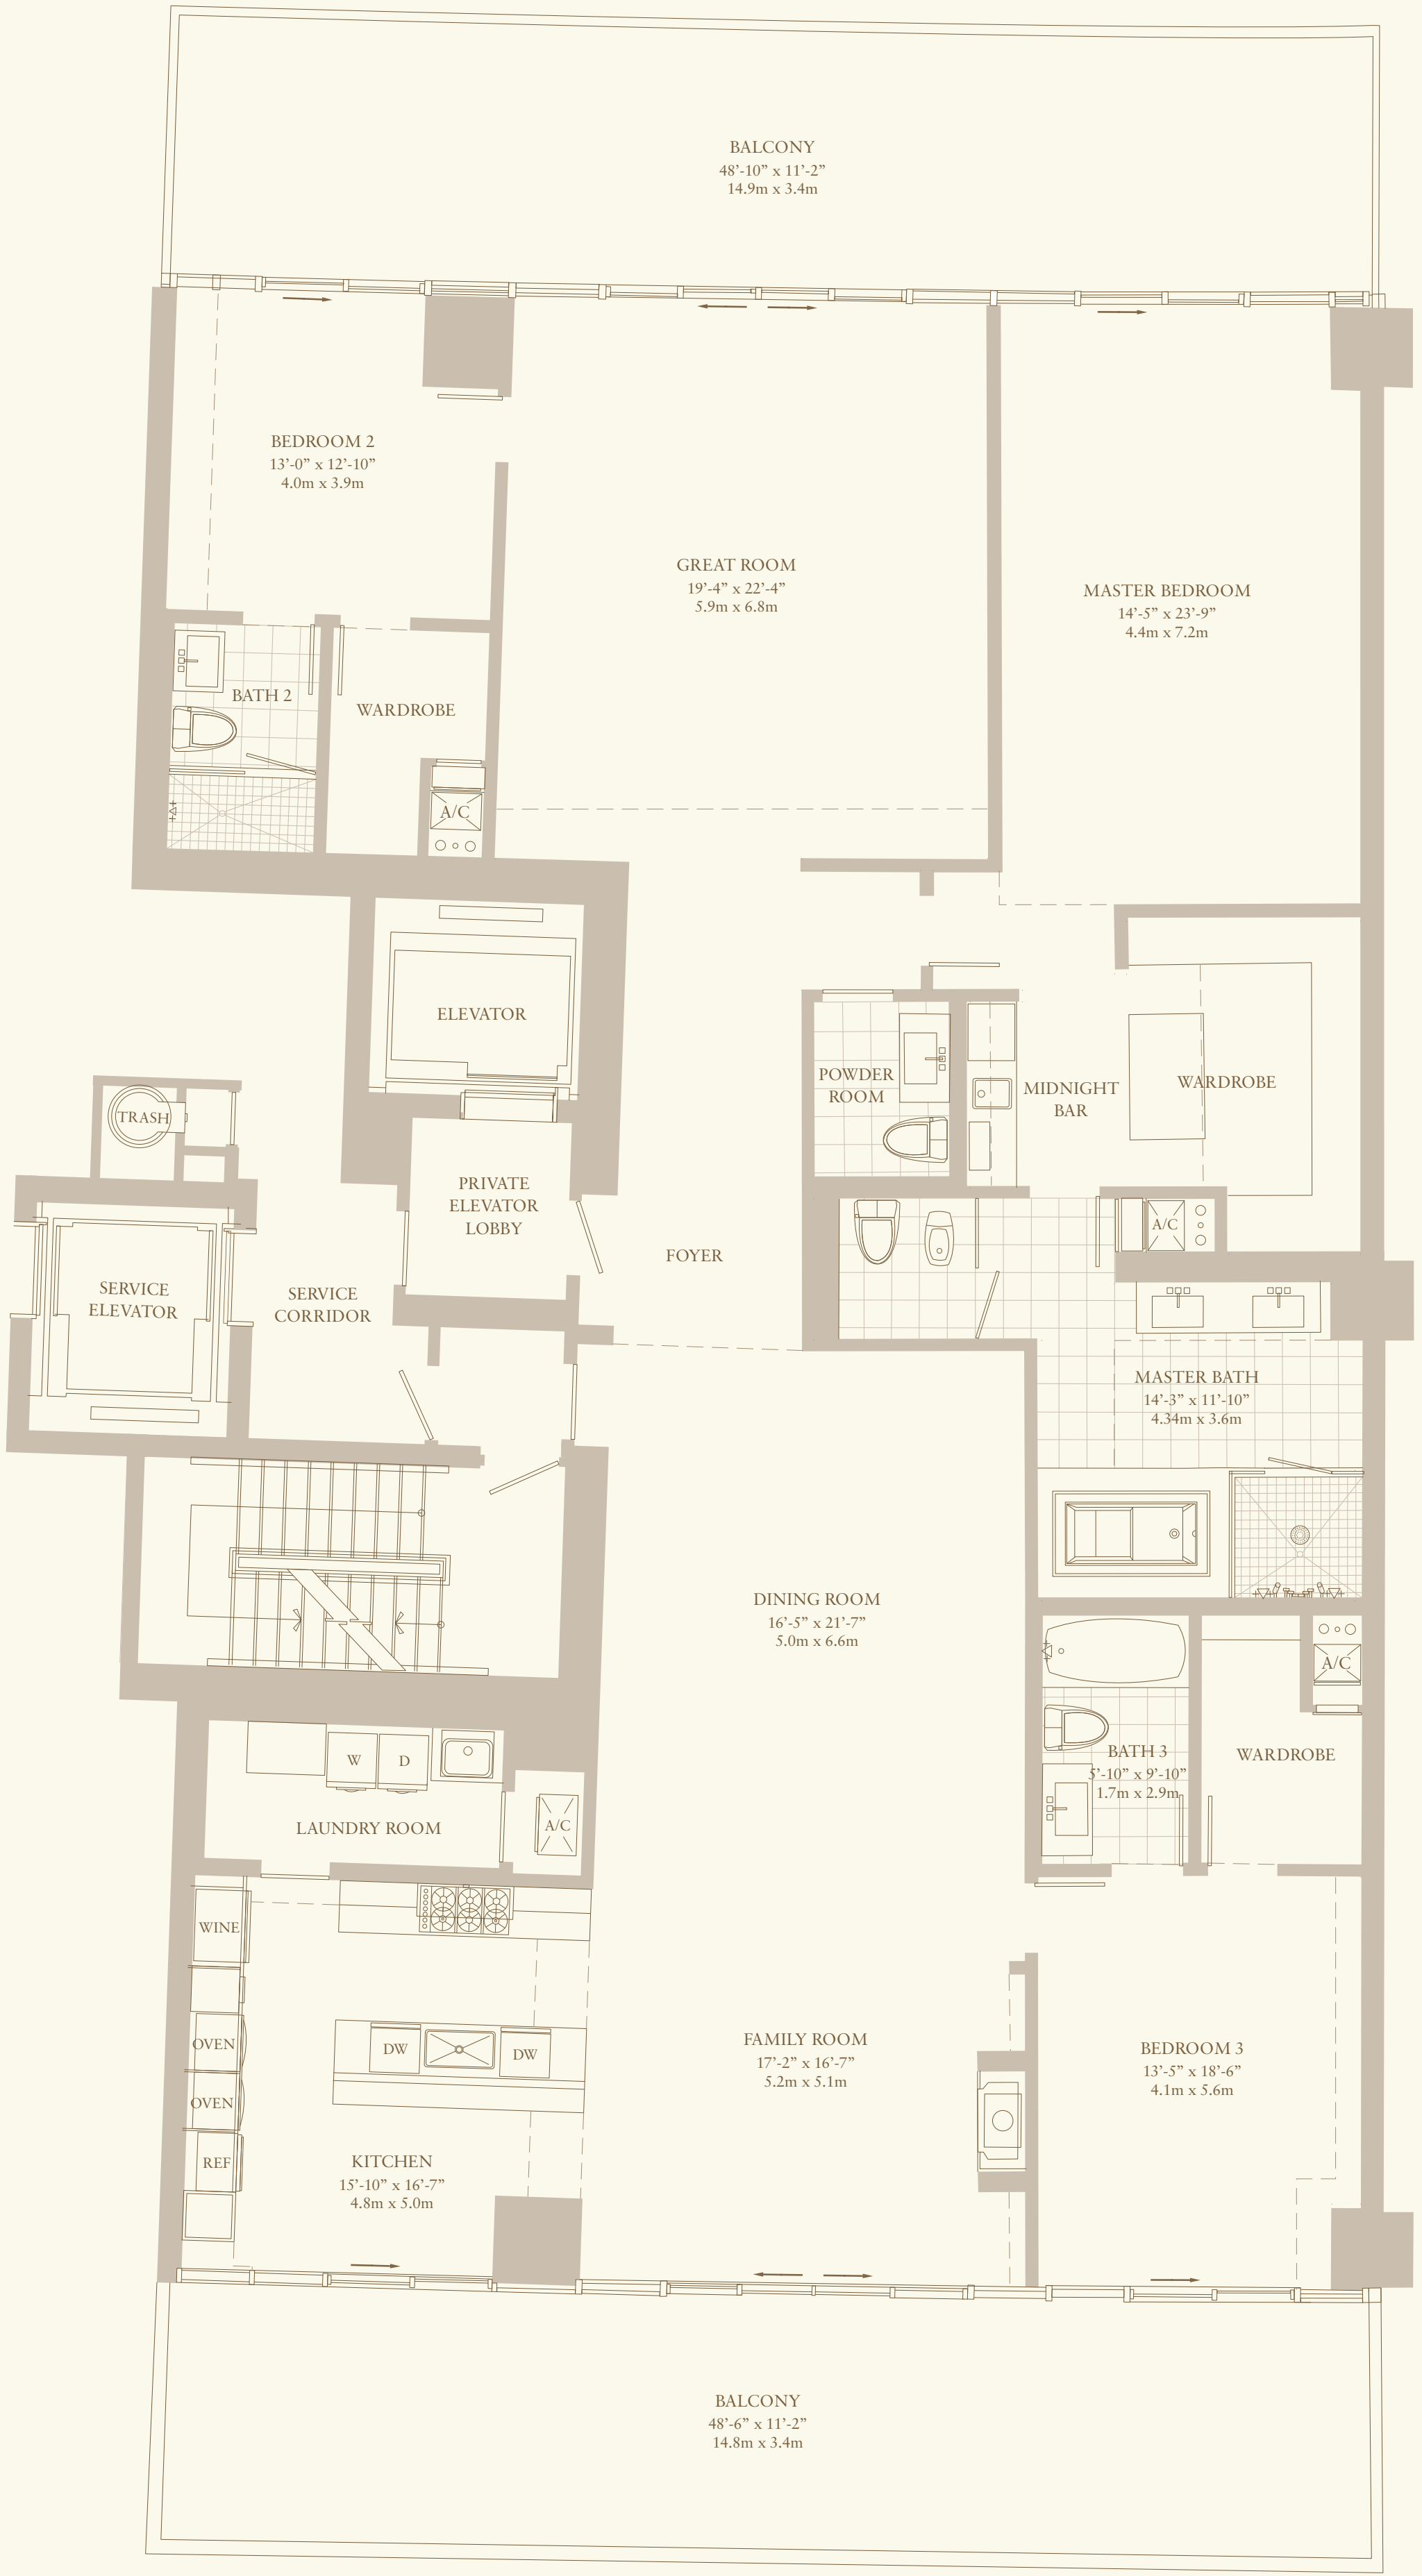 BALCONY
48’-10” x 11’-2”
14.9m x 3.4m
BEDROOM 2
13’-0” x 12’-10”
4.0m x 3.9m
GREAT ROOM
19’-4” x 22’-4”
5.9m x 6.8m
MASTER BEDROOM
14’-5” x 23’-9”
4.4m x 7.2m
BATH 2
WARDROBE
A/C
ELEVATOR
POWDER
ROOM
MIDNIGHT
BAR
WARDROBE
TRASH
PRIVATE
ELEVATOR
LOBBY
FOYER
A/C
SERVICE
ELEVATOR
SERVICE
CORRIDOR
MASTER BATH
14’-3” x 11’-10”
4.34m x 3.6m
DINING ROOM
16’-5” x 21’-7”
5.0m x 6.6m
A/C
W
D
BATH 3
5’-10” x 9’-10”
1.7m x 2.9m
WARDROBE
LAUNDRY ROOM
A/C
WINE
OVEN
DW
DW
FAMILY ROOM
17’-2” x 16’-7”
5.2m x 5.1m
BEDROOM 3
13’-5” x 18’-6”
4.1m x 5.6m
OVEN
REF
KITCHEN
15’-10” x 16’-7”
4.8m x 5.0m
BALCONY
48’-6” x 11’-2”
14.8m x 3.4m